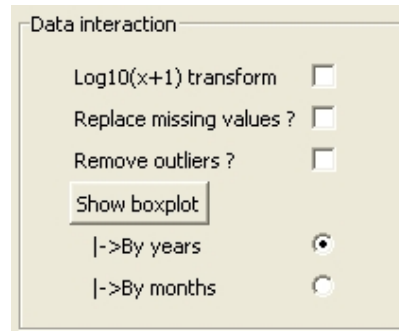 Data interaction
Log10(x+1) transform
Replace missing values ?
Remove outliers ?
Show boxplot
|->By years
|->By months